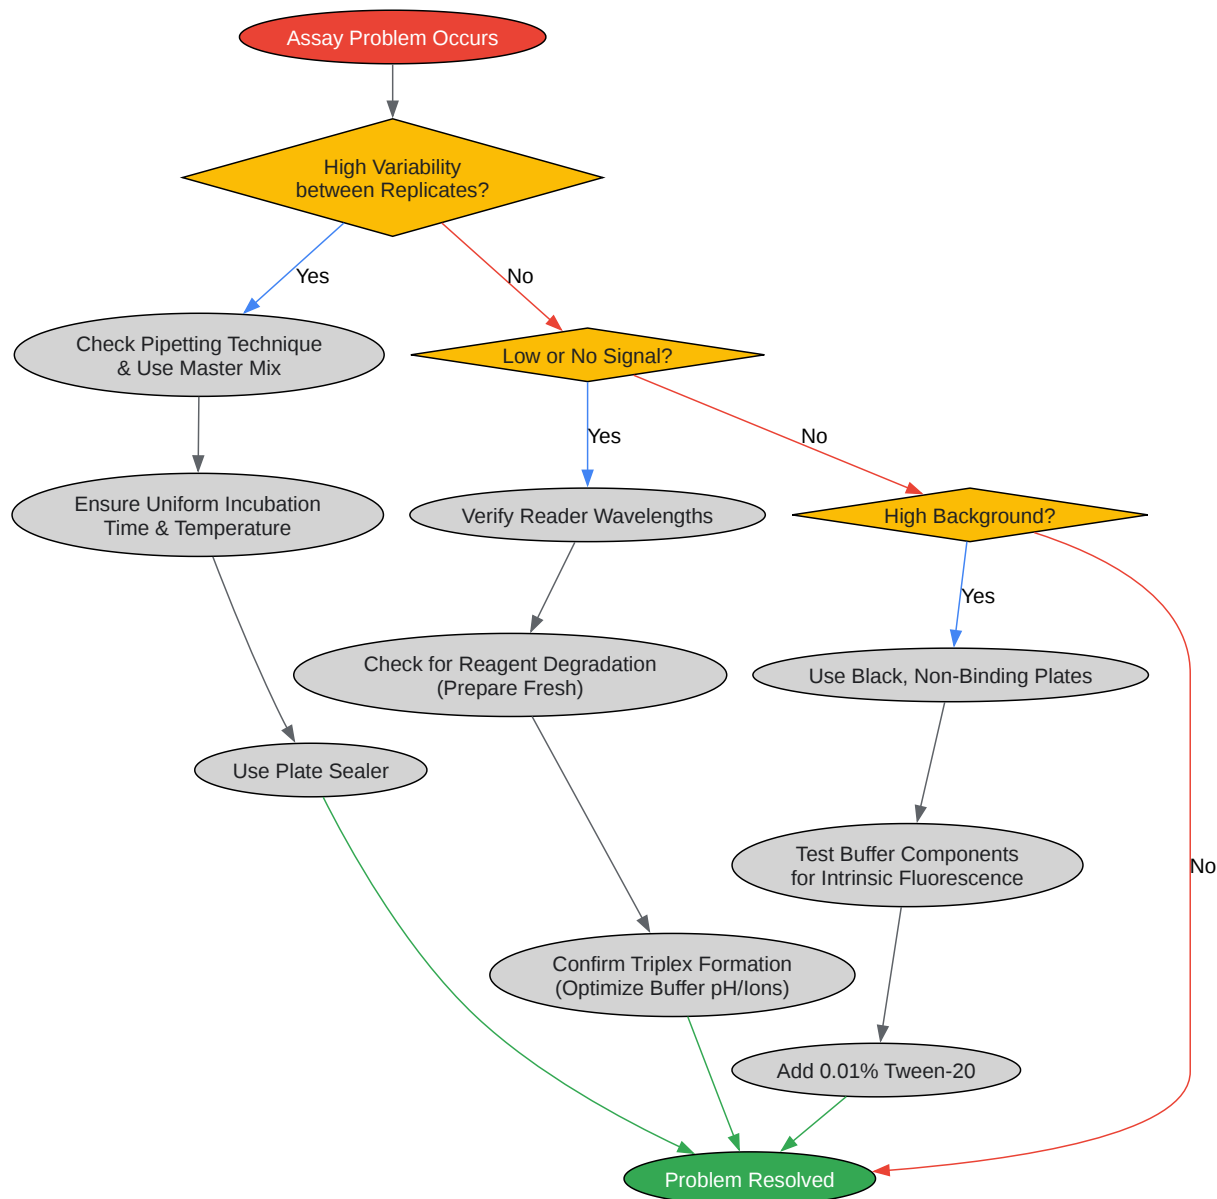 Assay Problem Occurs
High Variability
between Replicates?
Yes
No
Check Pipetting Technique
& Use Master Mix
Low or No Signal?
Yes
No
Ensure Uniform Incubation
Time & Temperature
Verify Reader Wavelengths
High Background?
Yes
Check for Reagent Degradation
(Prepare Fresh)
Use Black, Non-Binding Plates
Use Plate Sealer
Test Buffer Components
for Intrinsic Fluorescence
No
Confirm Triplex Formation
(Optimize Buffer pH/Ions)
Add 0.01% Tween-20
Problem Resolved